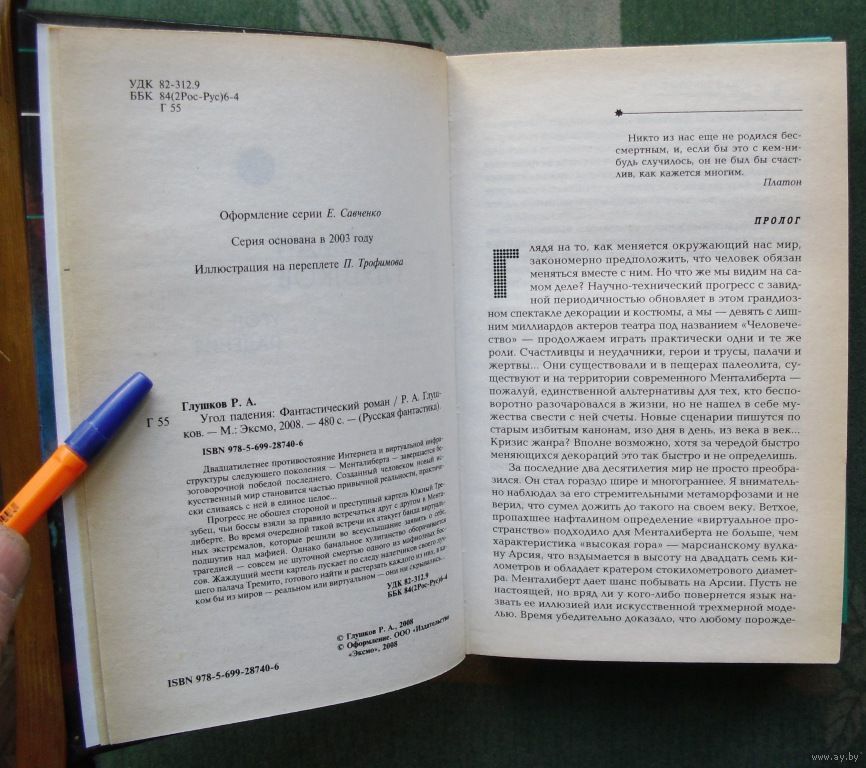 УДК 82-312.9
ББК 84(2Рос-Рус)6-4
Г 55
Оформление серии Е. Савченко
Серия основана в 2003 году
Иллюстрация на переплете П. Трофимова
Глушков Р. А.
Г 55 Угол падения: Фантастический роман / Р. А. Глуш-
ков. — М.: Эксмо, 2008. — 480 с. — (Русская фантастика).
ISBN 978-5-699-28740-6
Двадцатилетнее противостояние Интернета и виртуальной инфра-
структуры следующего поколения — Менталиберта — завершается бе-
зоговорочной победой последнего. Созданный человеком новый ис-
кусственный мир становится частью привычной реальности, практиче-
ски сливаясь с ней в единое целое...
Прогресс не обошел стороной и преступный картель Южный Тре-
зубец, чьи боссы взяли за правило встречаться друг с другом в Мента-
либерте. Во время очередной такой встречи их атакует банда виртуаль-
ных экстремалов, которые решили во всеуслышание заявить о себе,
подшутив над мафией. Однако банальное хулиганство оборачивается
трагедией — совсем не шуточной смертью одного из мафиозных бос-
сов. Жаждущий мести картель пускает по следу налетчиков своего луч-
шего палача Тремито, готового найти и растерзать каждого из них, в ка-
ком бы из миров — реальном или виртуальном — они ни скрывались...
УДК 82-312.9
ББК 84(2Рос-Рус)6-4
© Глушков Р. А., 2008
© Оформление. ООО «Издательство
«Эксмо», 2008
ISBN 978-5-699-28740-6
Никто из нас еще не родился бес-
смертным, и, если бы это с кем-ни-
будь случилось, он не был бы счаст-
лив, как кажется многим.
Платон
ПРОЛОГ
Глядя на то, как меняется окружающий нас мир,
закономерно предположить, что человек обязан
меняться вместе с ним. Но что же мы видим на са-
мом деле? Научно-технический прогресс с завид-
ной периодичностью обновляет в этом грандиоз-
ном спектакле декорации и костюмы, а мы — девять с лиш-
ним миллиардов актеров театра под названием «Человече-
ство» — продолжаем играть практически одни и те же
роли. Счастливцы и неудачники, герои и трусы, палачи и
жертвы... Они существовали и в пещерах палеолита, суще-
ствуют и на территории современного Менталиберта —
пожалуй, единственной альтернативы для тех, кто беспо-
воротно разочаровался в жизни, но не нашел в себе му-
жества свести с ней счеты. Новые сценарии пишутся по
старым избитым канонам, изо дня в день, из века в век...
Кризис жанра? Вполне возможно, хотя за чередой быстро
меняющихся декораций это так быстро и не определишь.
За последние два десятилетия мир не просто преобра-
зился. Он стал гораздо шире и многограннее. Я вниматель-
но наблюдал за его стремительными метаморфозами и не
верил, что сумел дожить до такого на своем веку. Ветхое,
пропахшее нафталином определение «виртуальное про-
странство» подходило для Менталиберта не больше, чем
характеристика «высокая гора» — марсианскому вулка-
ну Арсия, что вздымается в высоту на двадцать семь ки-
лометров и обладает кратером стокилометрового диамет-
ра. Менталиберт дает шанс побывать на Арсии. Пусть не
настоящей, но вряд ли у кого-либо повернется язык на-
звать ее иллюзией или искусственной трехмерной моде-
лью. Время убедительно доказало, что любому порожде-
www.ay.by